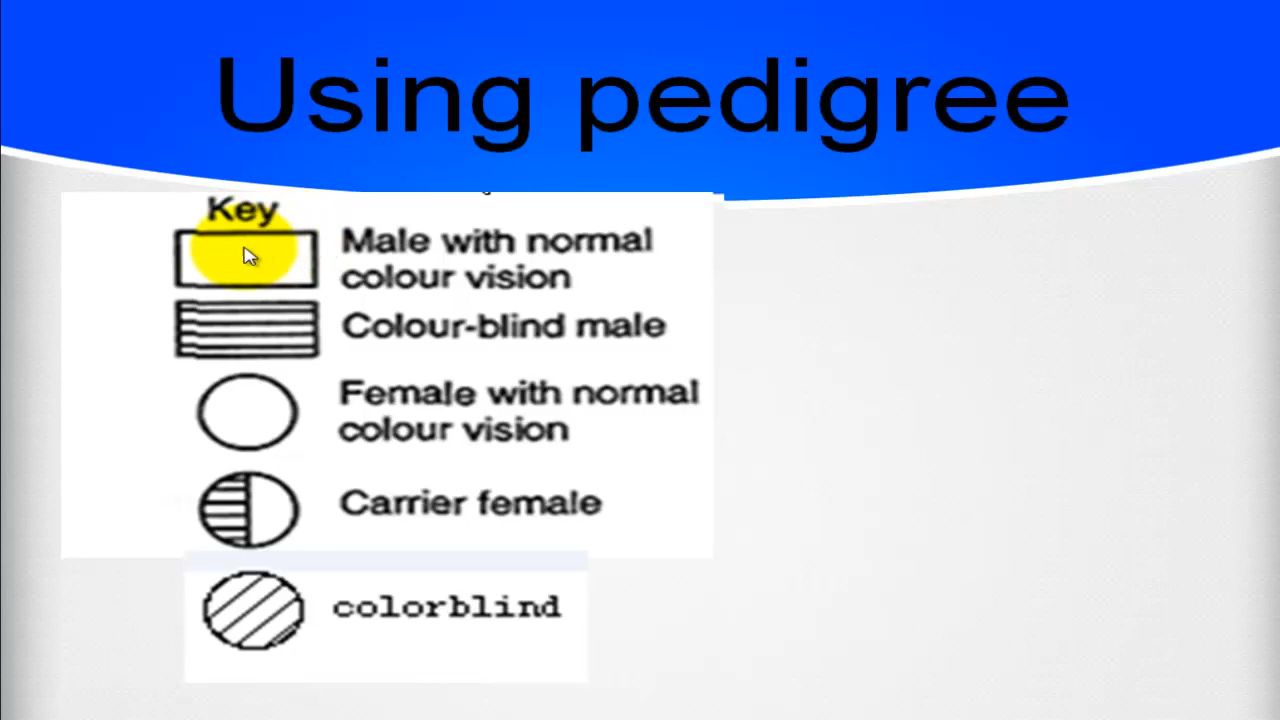 Using pedigree
Key
Male with normal
colour vision
Colour-blind male
Female with normal
colour vision
Carrier female
colorblind